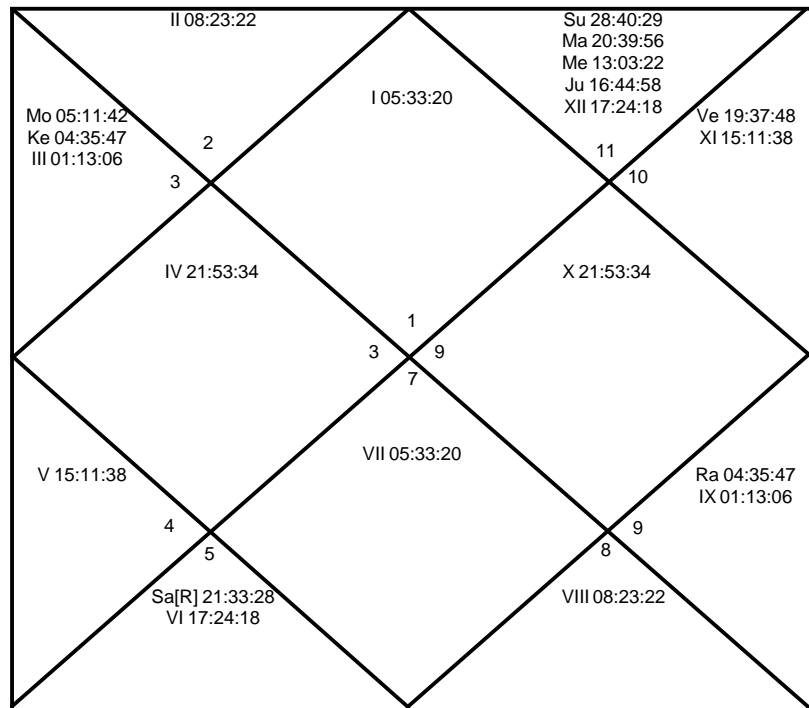 II 08:23:22
Su 28:40:29
Ma 20:39:56
Me 13:03:22
Ju 16:44:58
XII 17:24:18
I 05:33:20
Mo 05:11:42
Ke 04:35:47
III 01:13:06
Ve 19:37:48
XI 15:11:38
2
3
11
10
IV 21:53:34
X 21:53:34
1
3
9
7
V 15:11:38
VII 05:33:20
Ra 04:35:47
IX 01:13:06
4
5
9
8
Sa[R] 21:33:28
VI 17:24:18
VIII 08:23:22